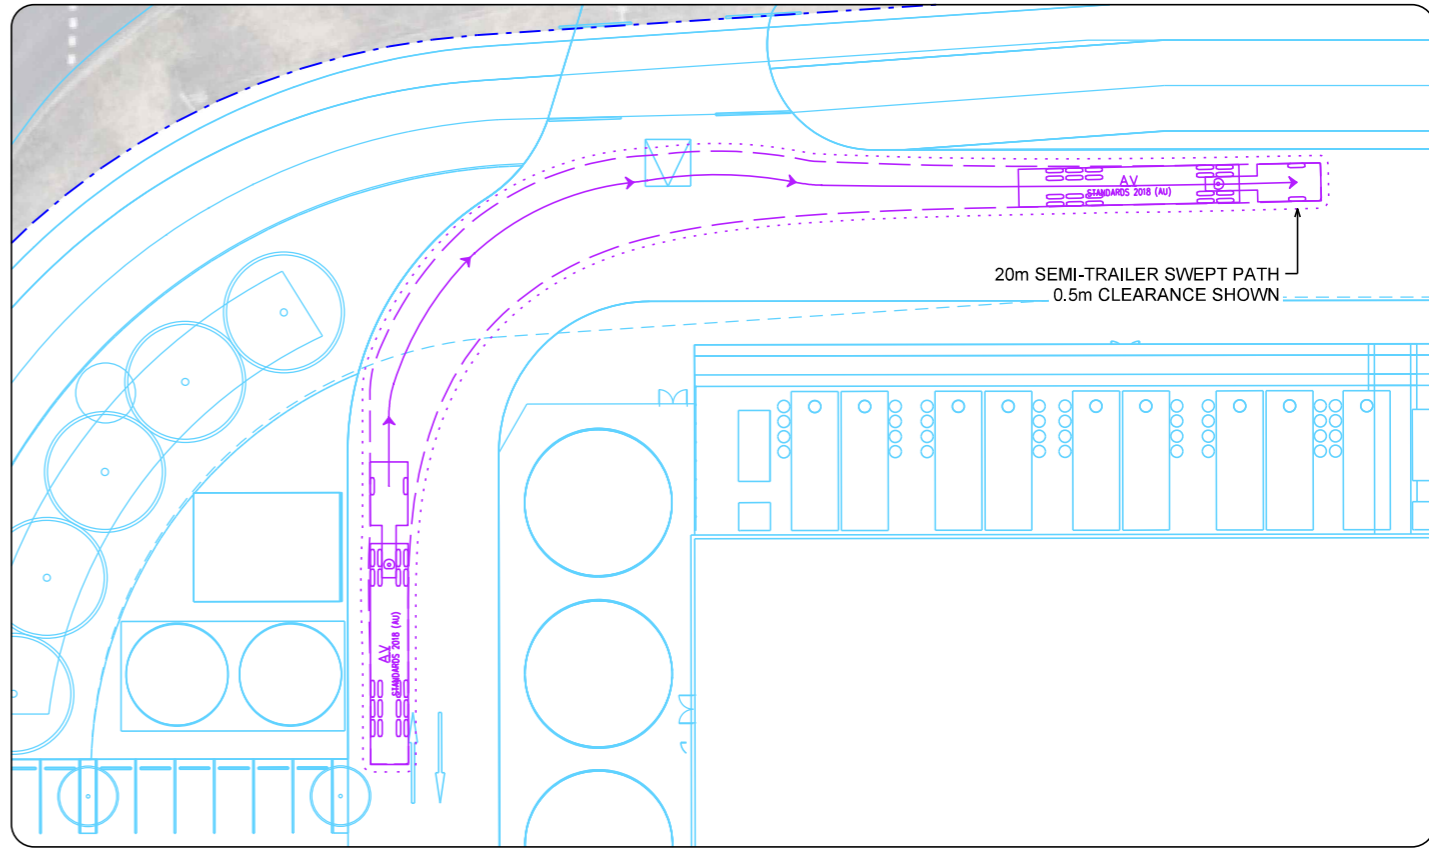 AV
STANDARDS 2018 (AU)
20m SEMI-TRAILER SWEPT PATH
0.5m CLEARANCE SHOWN
AV
STANDARDS 2018 (AU)